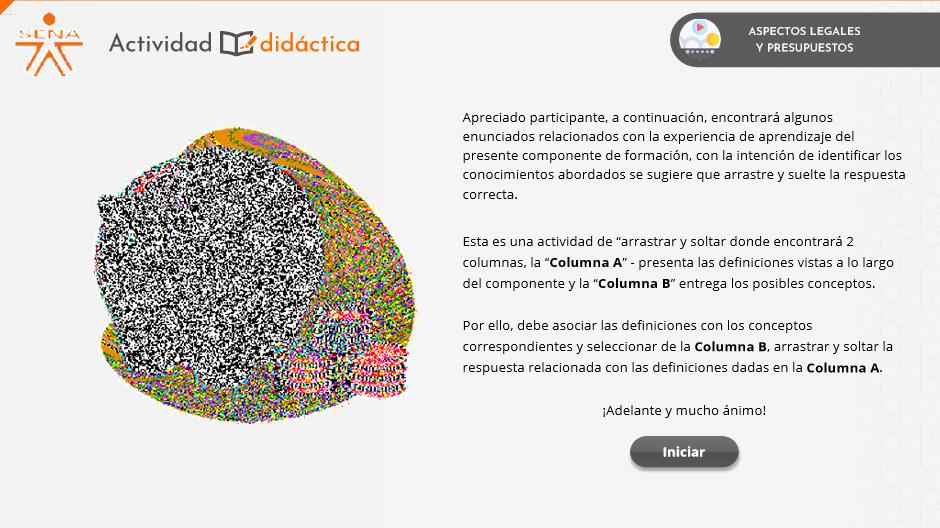 SENA
Actividad didáctica
ASPECTOS LEGALES
Y PRESUPUESTOS
Apreciado participante, a continuación, encontrará algunos
enunciados relacionados con la experiencia de aprendizaje del
presente componente de formación, con la intención de identificar los
conocimientos abordados se sugiere que arrastre y suelte la respuesta
correcta.
Esta es una actividad de “arrastrar y soltar donde encontrará 2
columnas, la “Columna A” - presenta las definiciones vistas a lo largo
del componente y la “Columna B” entrega los posibles conceptos.
Por ello, debe asociar las definiciones con los conceptos
correspondientes y seleccionar de la Columna B, arrastrar y soltar la
respuesta relacionada con las definiciones dadas en la Columna A.
¡Adelante y mucho ánimo!
Iniciar